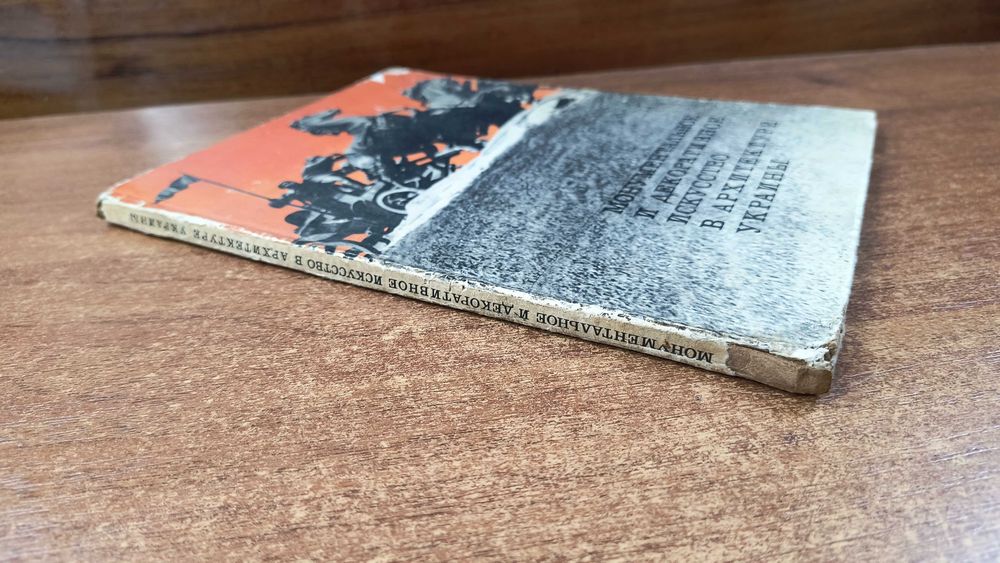 МОНУМЕНТАЛЬНОЕ
И ДЕКОРАТИВНОЕ
ИСКУССТВО
В АРХИТЕКТУРЕ
УКРАИНЫ
МОНУМЕНТАЛЬНОЕ И ДЕКОРАТИВНОЕ ИСКУССТВО В АРХИТЕКТУРЕ УКРАИНЫ